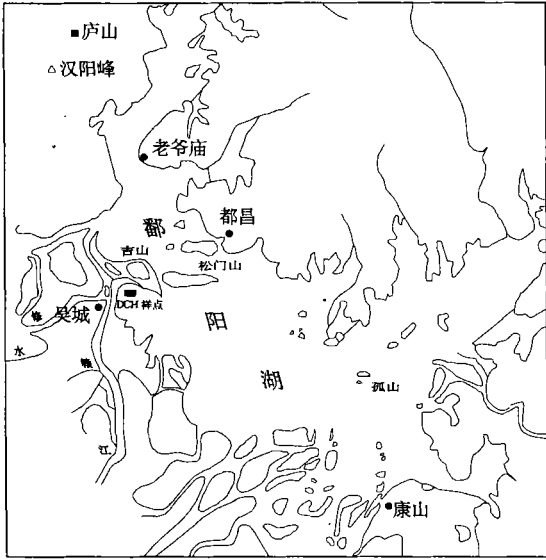 庐山
汉阳峰
老爷庙
都昌
鄱
吉山
松门山
DCH 样点
吴城
修
阳
水
赣
湖
孤山
江
康山